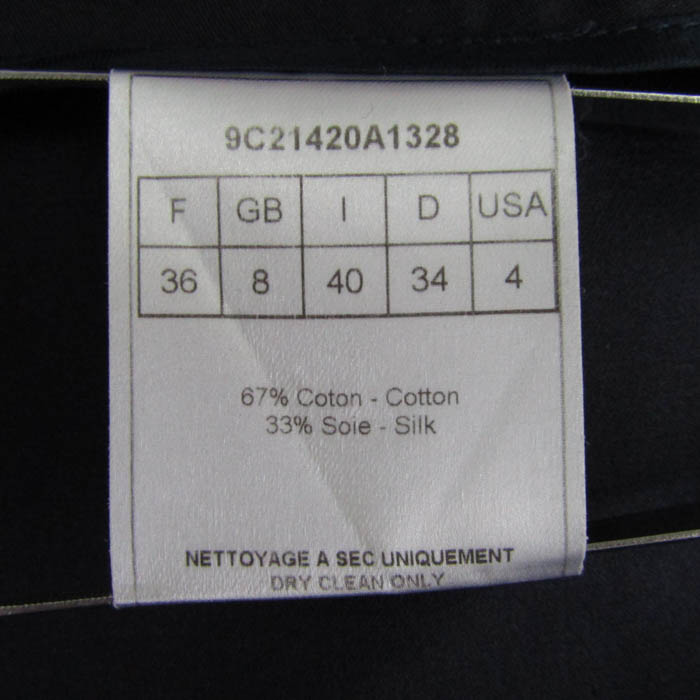 9C21420A1328
F GB I D USA
36 8 40 34 4
67% Coton - Cotton
33% Soie - Silk
NETTOYAGE A SEC UNIQUEMENT
DRY CLEAN ONLY